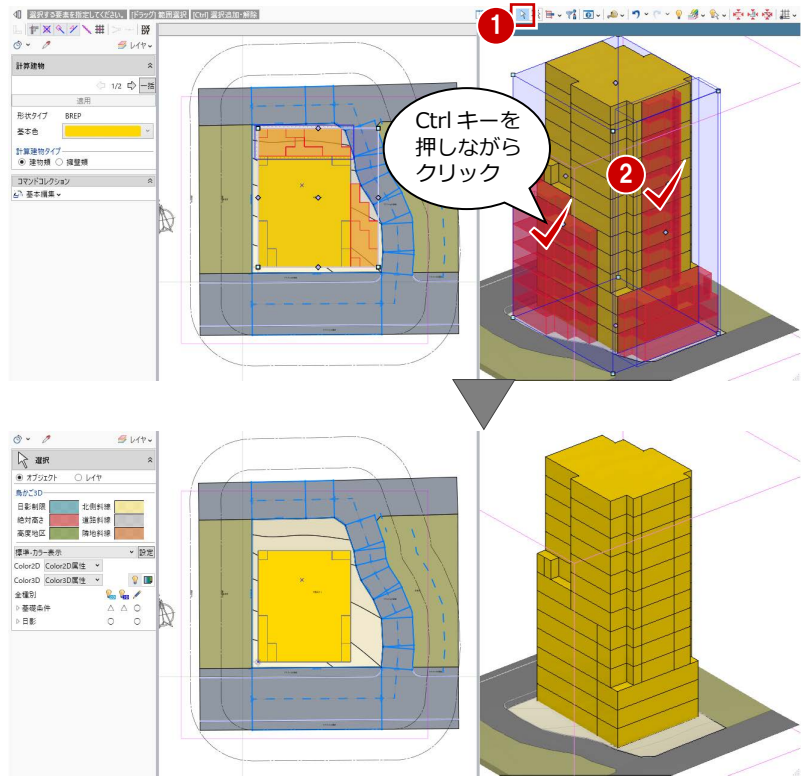 選択する要素を指定してください。 [ドラッグ] 範囲選択 [Ctrl] 選択追加・解除
レイヤ
計算建物
1/2
一括
適用
形状タイプ BREP
基本色
計算建物タイプ
建物類 擁壁類
コマンドコレクション
基本編集
1
Ctrl キーを
押しながら
クリック
2
レイヤ
選択
オブジェクト レイヤ
鳥かご3D
日影制限 北側斜線
絶対高さ 道路斜線
高度地区 隣地斜線
標準-カラー表示 設定
Color2D Color2D属性
Color3D Color3D属性
全種別
基礎条件
日影